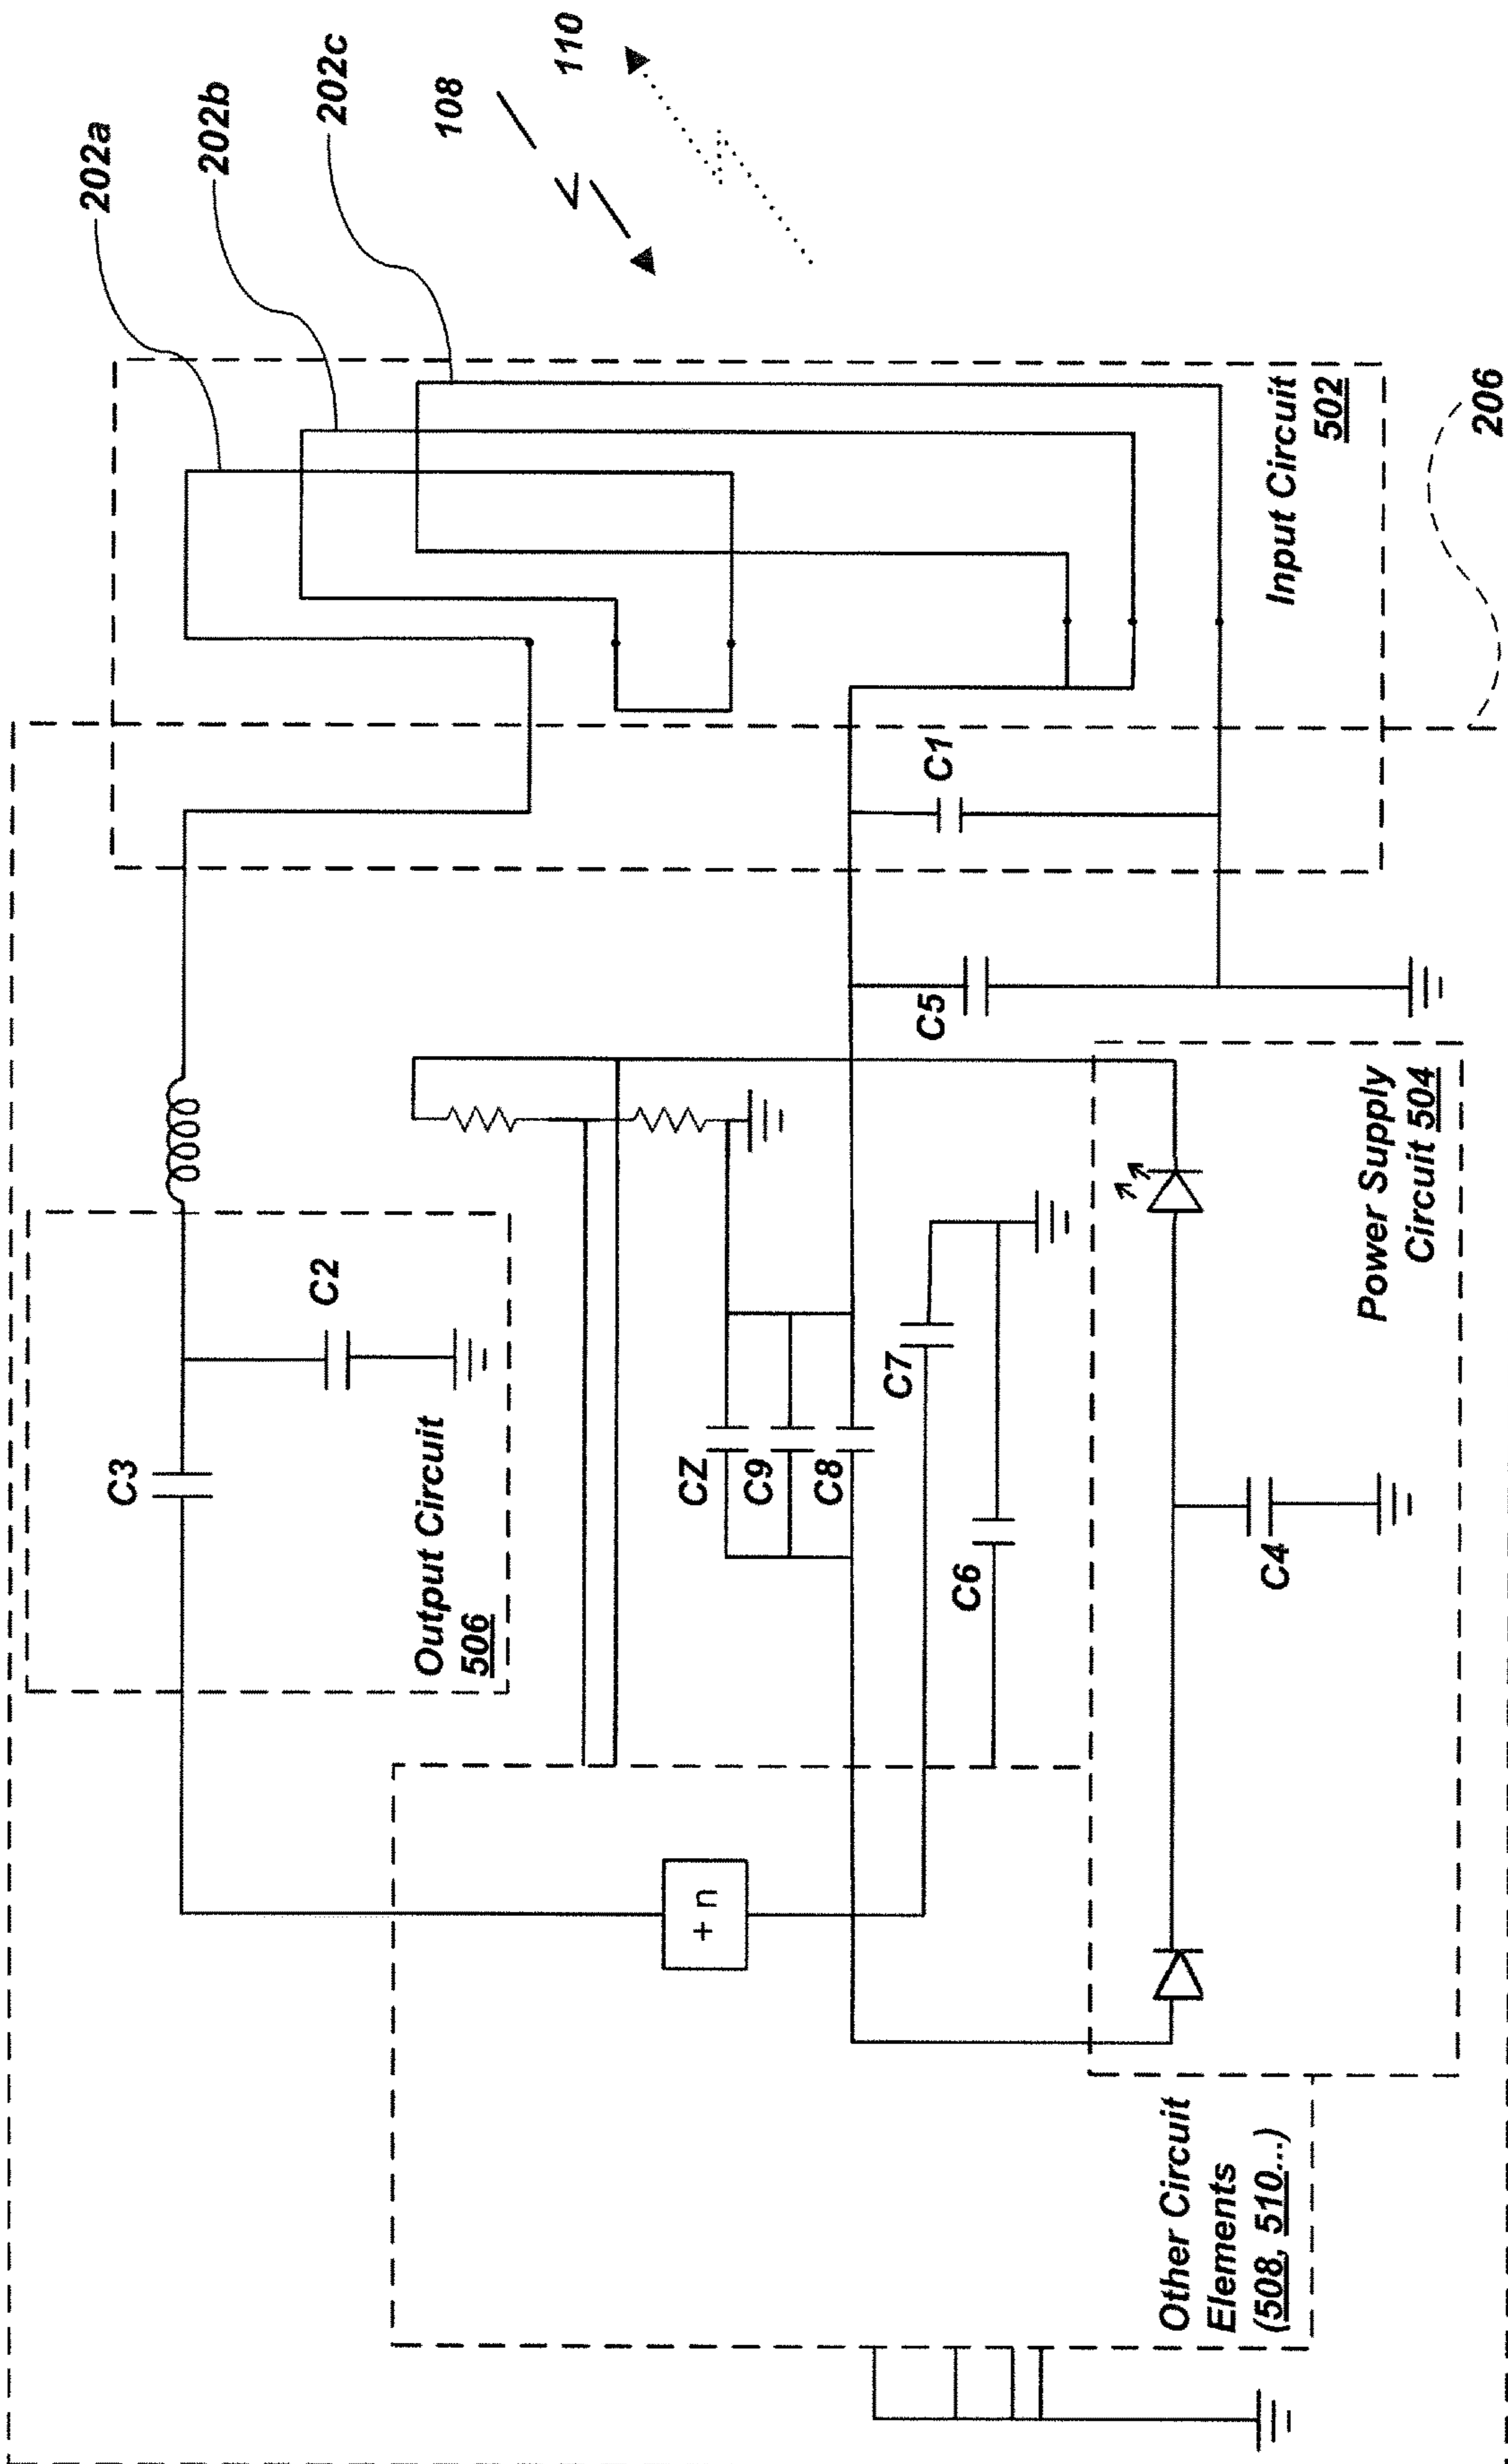 202a
202b
202c
108
110
C3
C2
Output Circuit
506
C1
Input Circuit
502
206
C5
CZ
C9
C8
C7
C6
+ n
C4
Power Supply
Circuit 504
Other Circuit
Elements
(508, 510...)